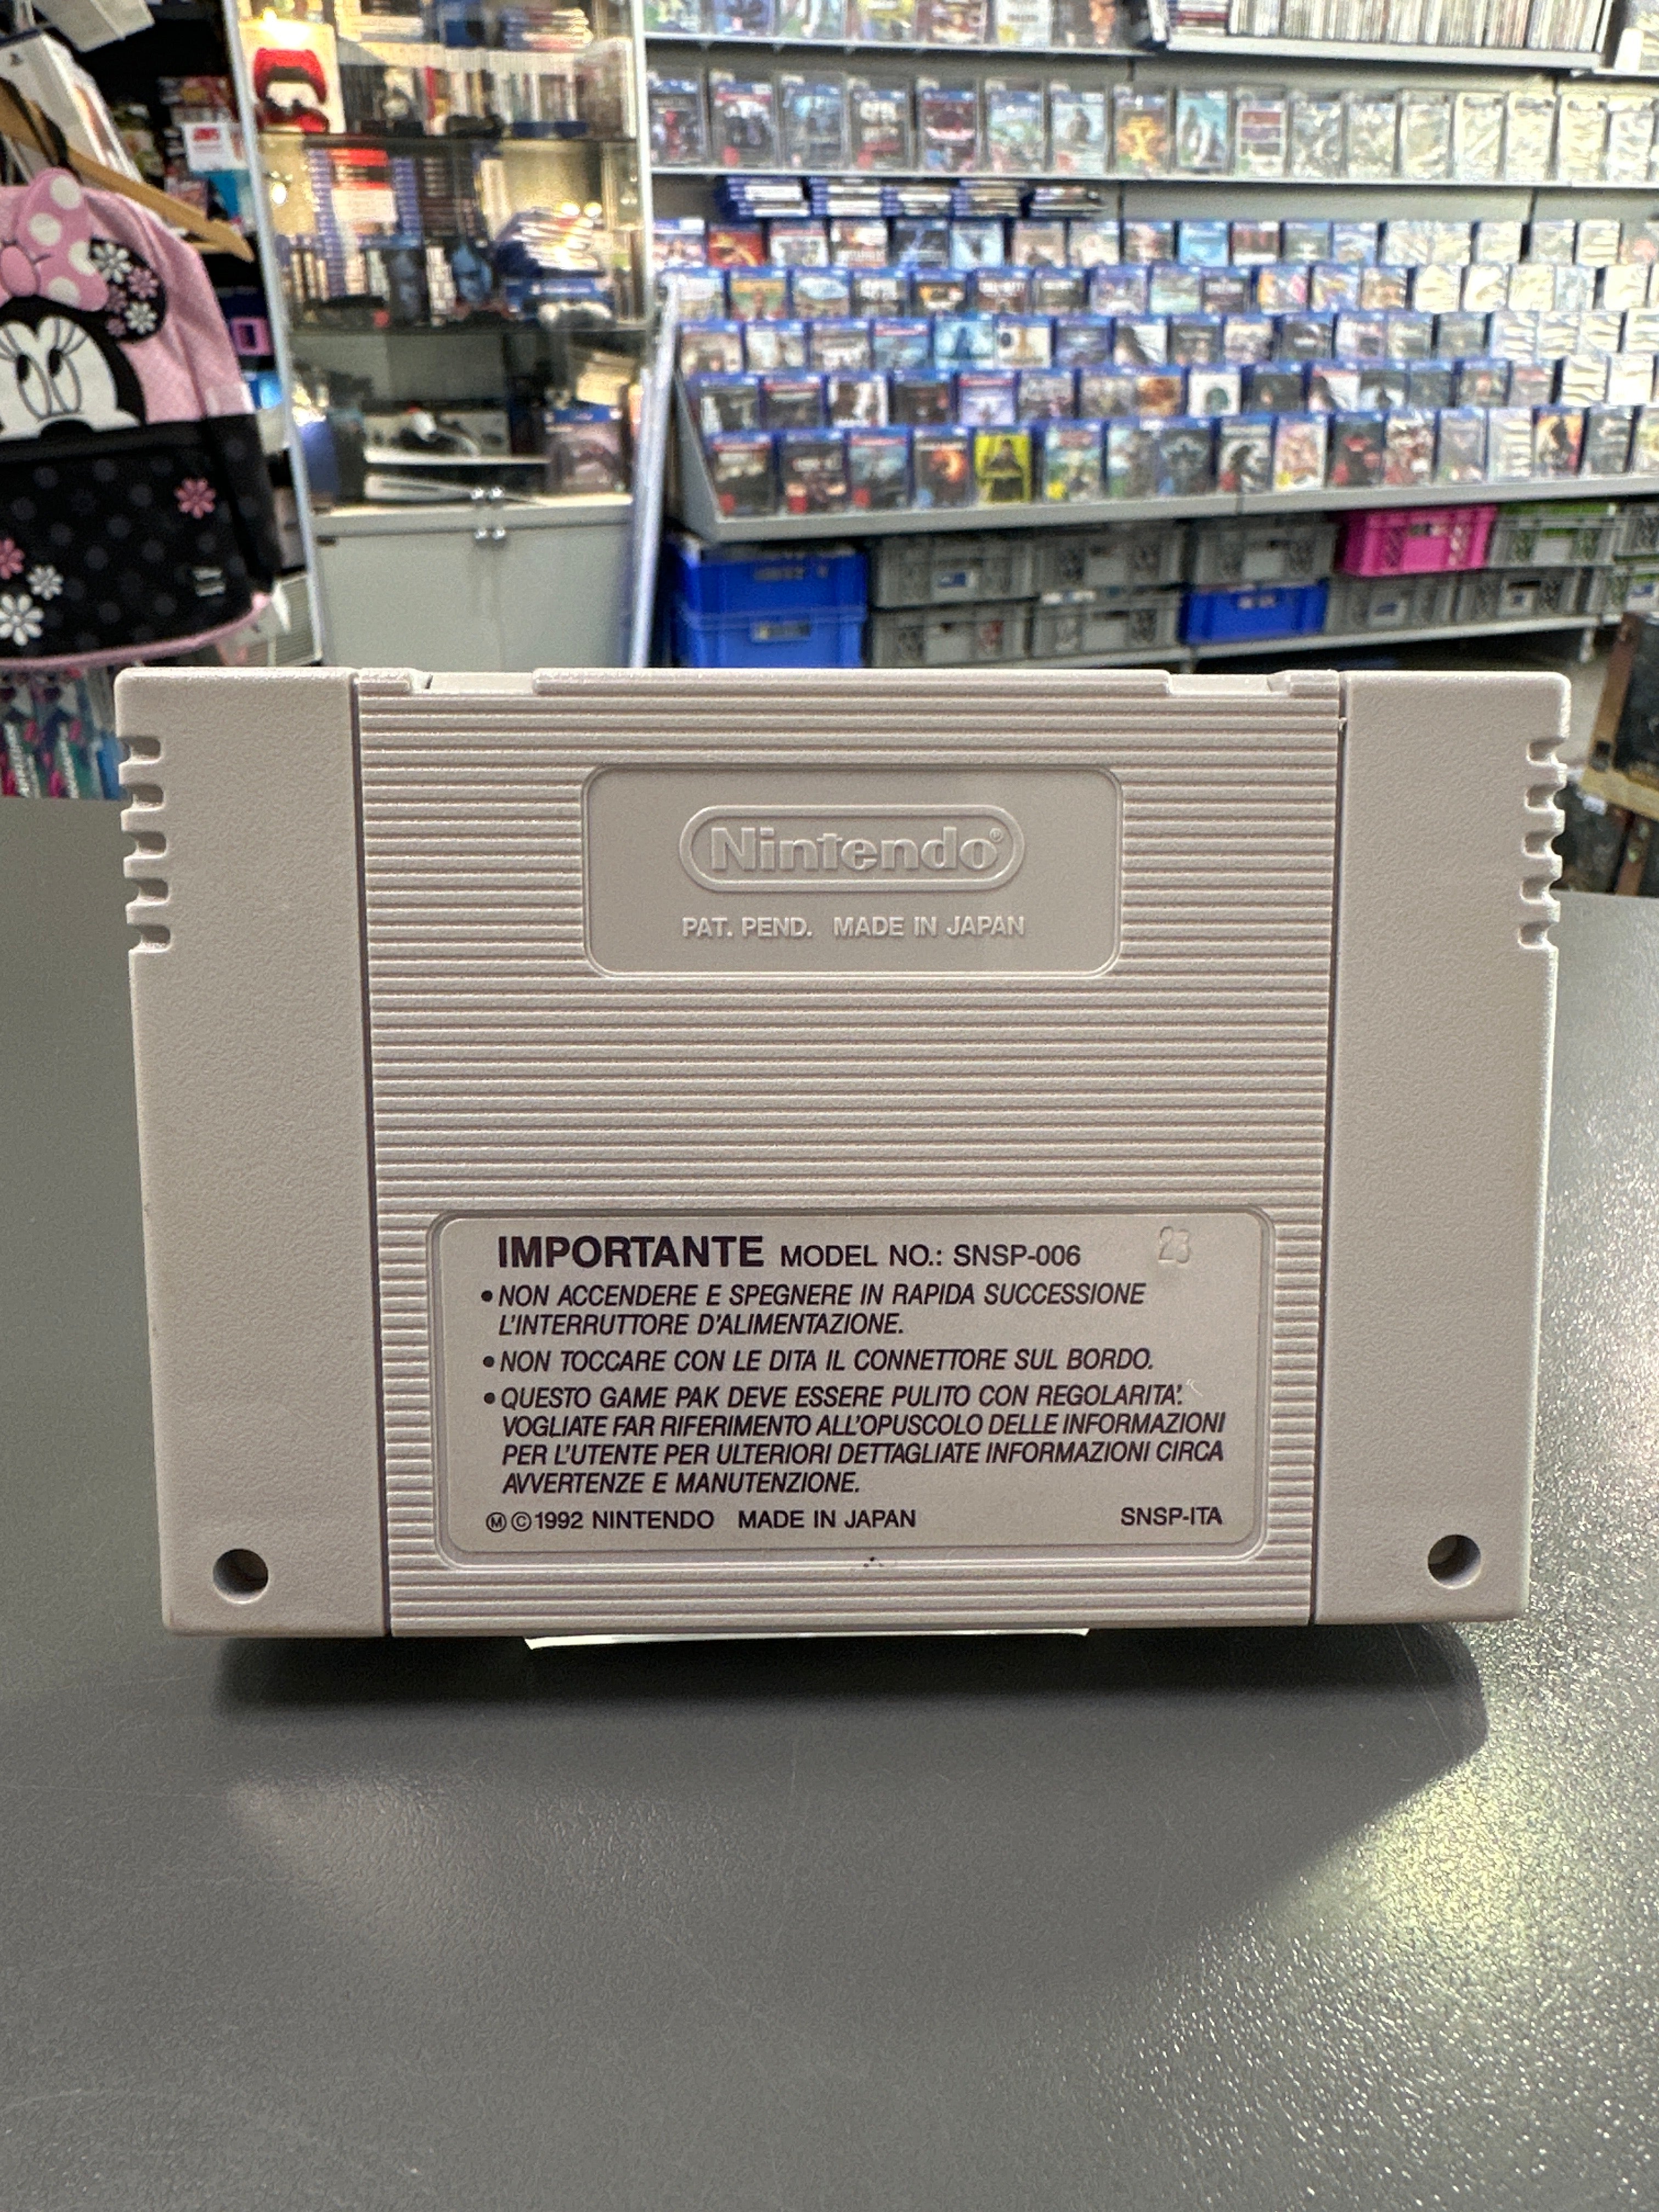 Nintendo®
PAT. PEND. MADE IN JAPAN
IMPORTANTE MODEL NO.: SNSP-006 23
•NON ACCENDERE E SPEGNERE IN RAPIDA SUCCESSIONE
L'INTERRUTTORE D'ALIMENTAZIONE.
•NON TOCCARE CON LE DITA IL CONNETTORE SUL BORDO.
•QUESTO GAME PAK DEVE ESSERE PULITO CON REGOLARITA'.
VOGLIATE FAR RIFERIMENTO ALL'OPUSCOLO DELLE INFORMAZIONI
PER L'UTENTE PER ULTERIORI DETTAGLIATE INFORMAZIONI CIRCA
AVVERTENZE E MANUTENZIONE.
Ⓜ©1992 NINTENDO MADE IN JAPAN SNSP-ITA